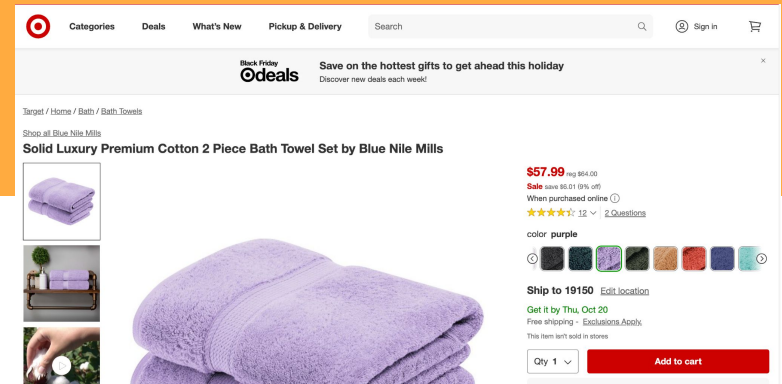 Categories Deals What's New Pickup & Delivery Search Sign in
Black Friday
deals
Save on the hottest gifts to get ahead this holiday
Discover new deals each week!
×
Target / Home / Bath / Bath Towels
Shop all Blue Nile Mills
Solid Luxury Premium Cotton 2 Piece Bath Towel Set by Blue Nile Mills
$57.99 reg $64.00
Sale save $6.01 (9% off)
When purchased online
12 2 Questions
color purple
Ship to 19150 Edit location
Get it by Thu, Oct 20
Free shipping - Exclusions Apply.
This item isn't sold in stores
Qty 1 Add to cart